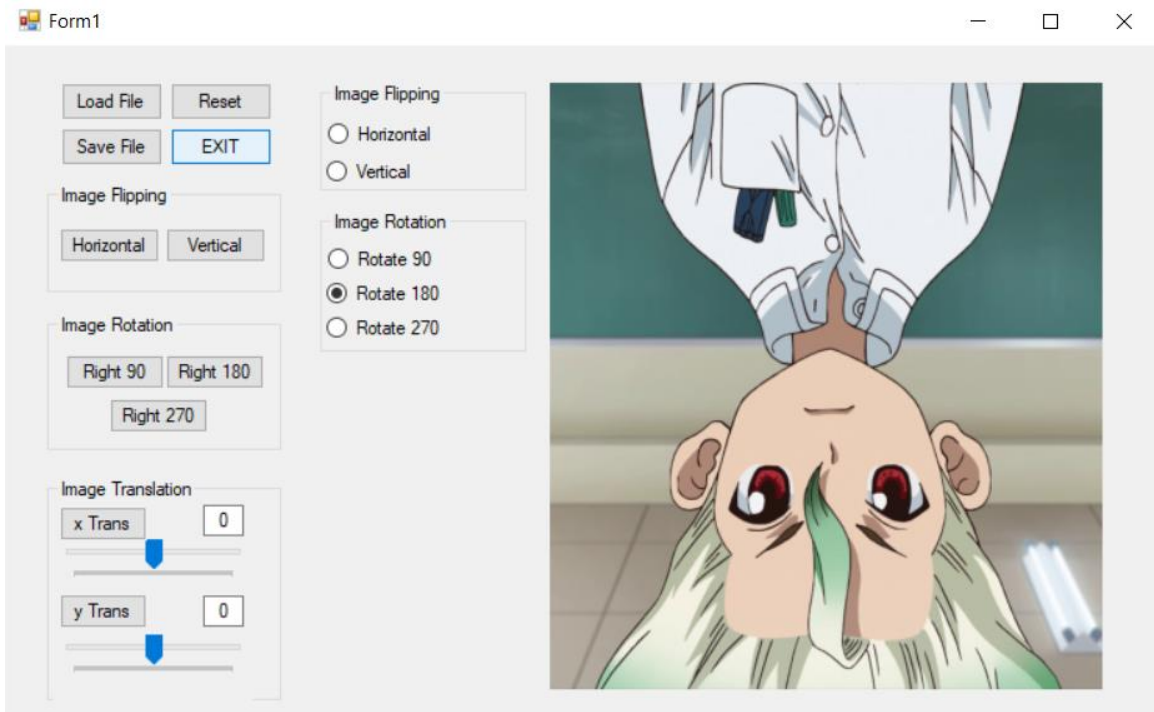 Form1
Load File
Reset
Save File
EXIT
Image Flipping
Horizontal
Vertical
Image Rotation
Right 90
Right 180
Right 270
Image Translation
x Trans
0
y Trans
0
Image Flipping
Horizontal
Vertical
Image Rotation
Rotate 90
Rotate 180
Rotate 270